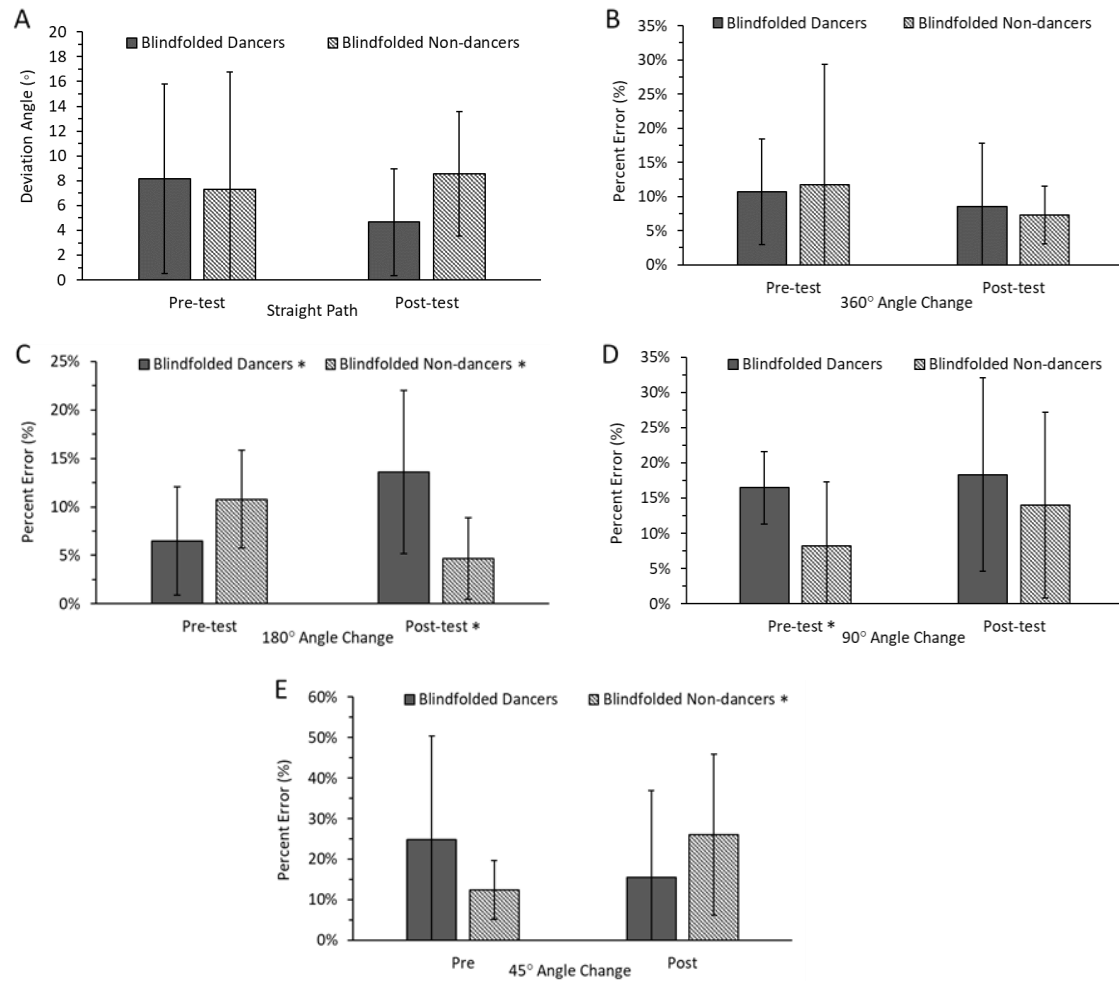 A
Deviation Angle (○)
20
18
16
14
12
10
8
6
4
2
0
Blindfolded Dancers
Blindfolded Non-dancers
Pre-test
Post-test
Straight Path
B
Percent Error (%)
35%
30%
25%
20%
15%
10%
5%
0%
Blindfolded Dancers
Blindfolded Non-dancers
Pre-test
Post-test
360○ Angle Change
C
Percent Error (%)
25%
20%
15%
10%
5%
0%
Blindfolded Dancers *
Blindfolded Non-dancers *
Pre-test
Post-test *
180○ Angle Change
D
Percent Error (%)
35%
30%
25%
20%
15%
10%
5%
0%
Blindfolded Dancers
Blindfolded Non-dancers
Pre-test *
Post-test
90○ Angle Change
E
Percent Error (%)
60%
50%
40%
30%
20%
10%
0%
Blindfolded Dancers
Blindfolded Non-dancers *
Pre
Post
45○ Angle Change